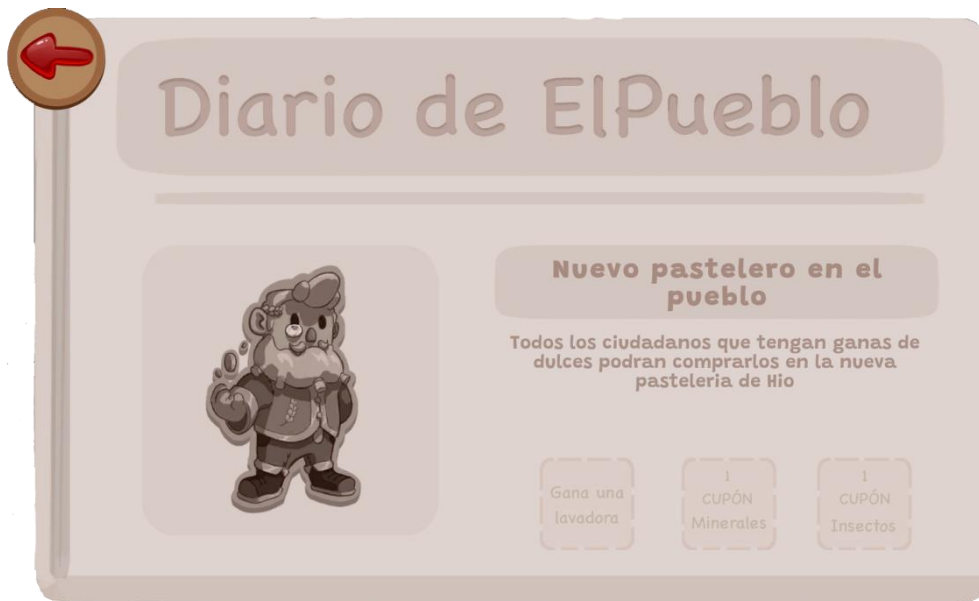 Diario de ElPueblo
Nuevo pastelero en el
pueblo
Todos los ciudadanos que tengan ganas de
dulces podran comprarlos en la nueva
pasteleria de Hio
Gana una
lavadora
1
CUPÓN
Minerales
1
CUPÓN
Insectos